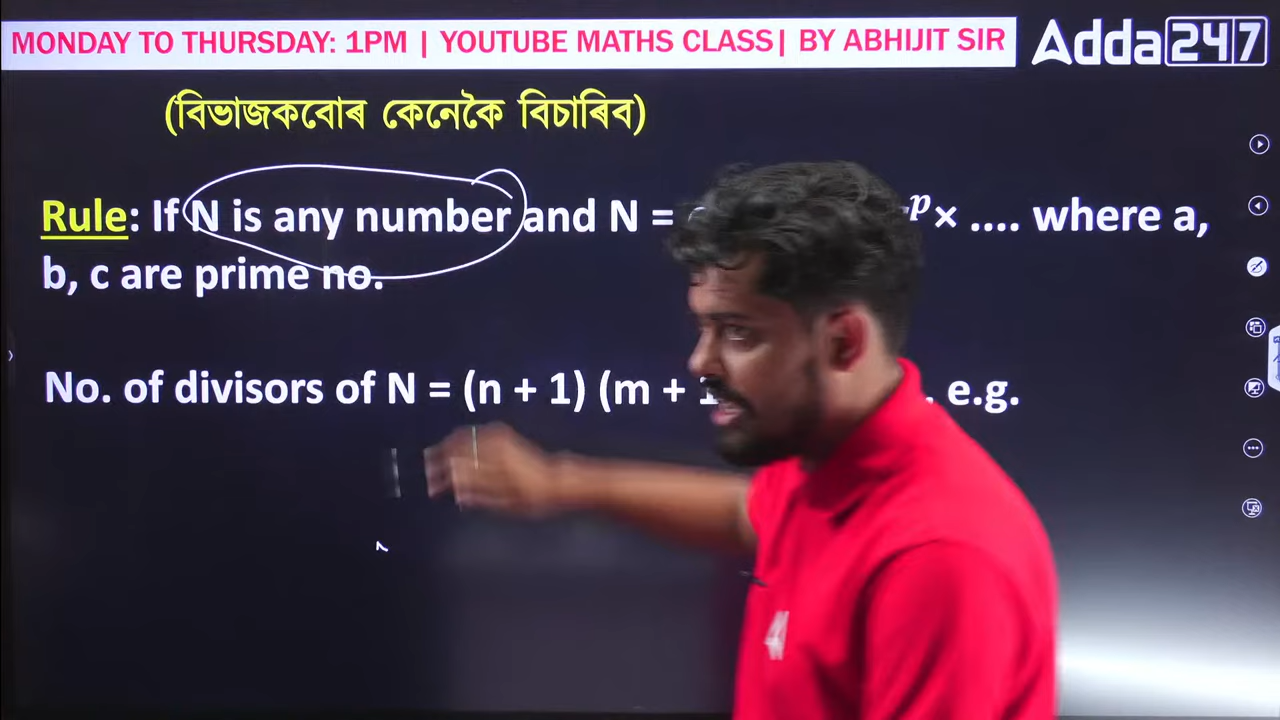 MONDAY TO THURSDAY: 1PM | YOUTUBE MATHS CLASS| BY ABHIJIT SIR
Adda247
(বিভাজকবোৰ কেনেকৈ বিচাৰিব)
Rule: If N is any number and N = p × .... where a,
b, c are prime no.
No. of divisors of N = (n + 1) (m + 1 , e.g.